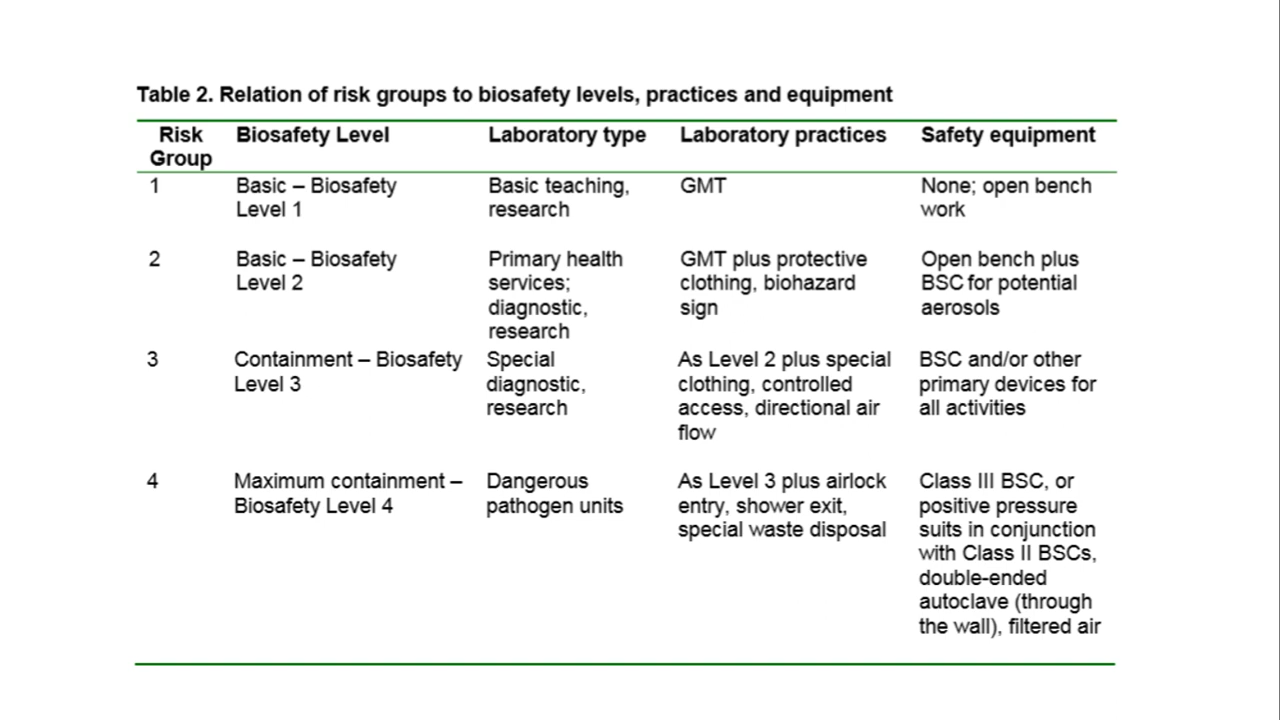 Table 2. Relation of risk groups to biosafety levels, practices and equipment
Risk Group Biosafety Level Laboratory type Laboratory practices Safety equipment
1 Basic – Biosafety Basic teaching, GMT None; open bench
Level 1 research work
2 Basic – Biosafety Primary health GMT plus protective Open bench plus
Level 2 services; clothing, biohazard BSC for potential
diagnostic, sign aerosols
research
3 Containment – Biosafety Special As Level 2 plus special BSC and/or other
Level 3 diagnostic, clothing, controlled primary devices for
research access, directional air all activities
flow
4 Maximum containment – Dangerous As Level 3 plus airlock Class III BSC, or
Biosafety Level 4 pathogen units entry, shower exit, positive pressure
special waste disposal suits in conjunction
with Class II BSCs,
double-ended
autoclave (through
the wall), filtered air